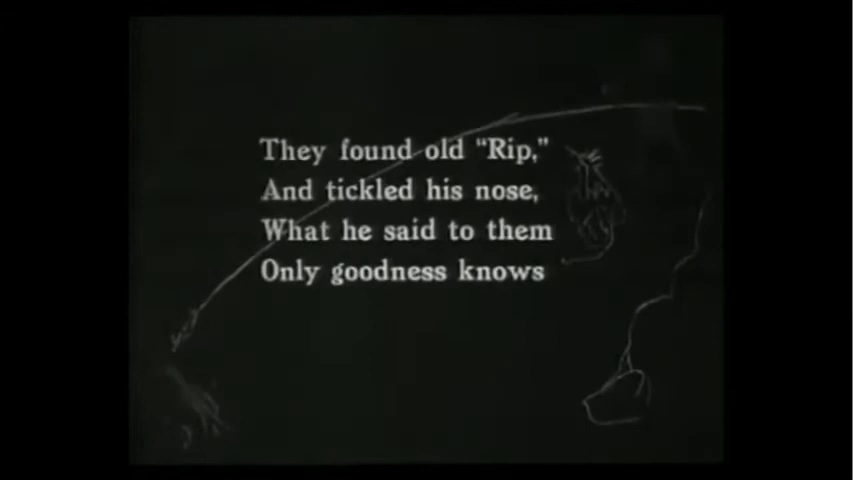 They found old “Rip,”
And tickled his nose,
What he said to them
Only goodness knows